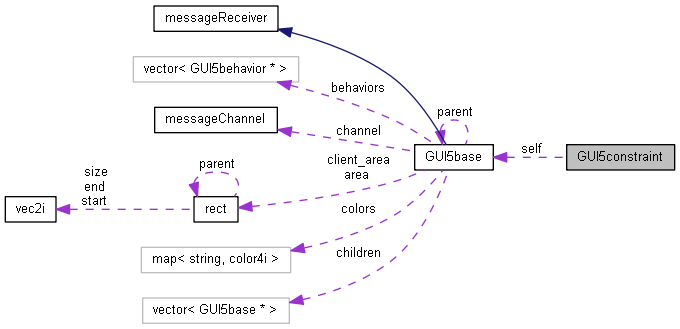 messageReceiver
vector< GUI5behavior * >
behaviors
messageChannel
channel
parent
GUI5base
self
GUI5constraint
client_area
area
parent
size
end
start
vec2i
rect
colors
map< string, color4i >
children
vector< GUI5base * >